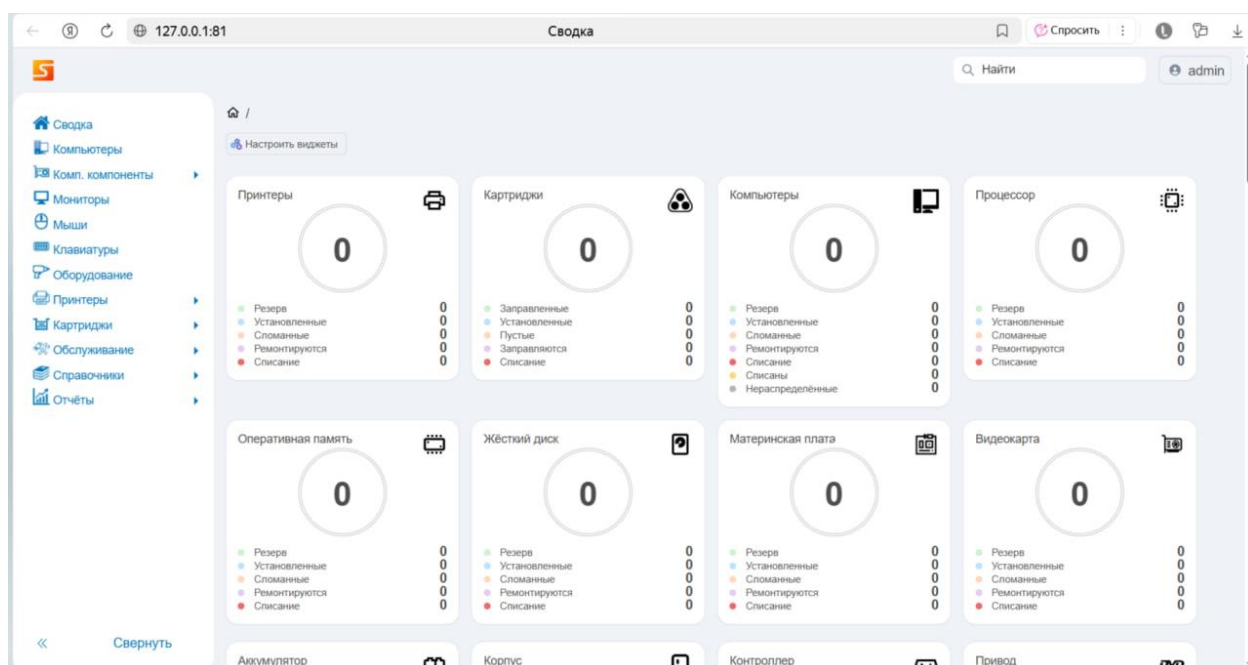 127.0.0.1:81 Сводка Спросить
Найти admin
Сводка
Компьютеры
Комп. компоненты
Мониторы
Мыши
Клавиатуры
Оборудование
Принтеры
Картриджи
Обслуживание
Справочники
Отчёты
Свернуть
/
Настроить виджеты
Принтеры
0
Резерв 0
Установленные 0
Сломанные 0
Ремонтируются 0
Списание 0
Картриджи
0
Заправленные 0
Установленные 0
Пустые 0
Заправляются 0
Списание 0
Компьютеры
0
Резерв 0
Установленные 0
Сломанные 0
Ремонтируются 0
Списание 0
Списаны 0
Нераспределённые 0
Процессор
0
Резерв 0
Установленные 0
Сломанные 0
Ремонтируются 0
Списание 0
Оперативная память
0
Резерв 0
Установленные 0
Сломанные 0
Ремонтируются 0
Списание 0
Жёсткий диск
0
Резерв 0
Установленные 0
Сломанные 0
Ремонтируются 0
Списание 0
Материнская плата
0
Резерв 0
Установленные 0
Сломанные 0
Ремонтируются 0
Списание 0
Видеокарта
0
Резерв 0
Установленные 0
Сломанные 0
Ремонтируются 0
Списание 0
Аккумулятор
Корпус
Контроллер
Привод